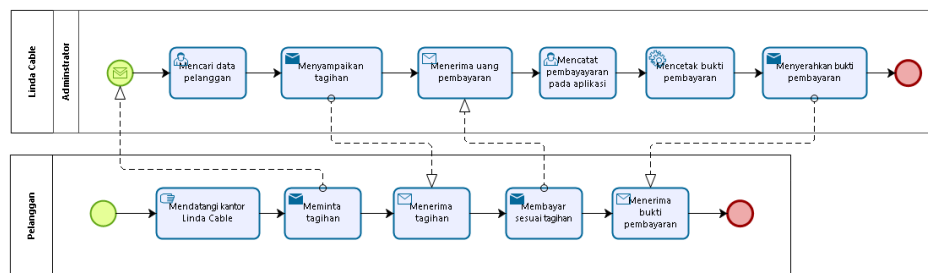 Linda Cable
Adminstrator
Mencari data
pelanggan
Menyampaikan
tagihan
Menerima uang
pembayaran
Mencatat
pembayayaran
pada aplikasi
Mencetak bukti
pembayaran
Menyerahkan bukti
pembayaran
Pelanggan
Mendatangi kantor
Linda Cable
Meminta
tagihan
Menerima
tagihan
Membayar
sesuai tagihan
Menerima
bukti
pembayaran